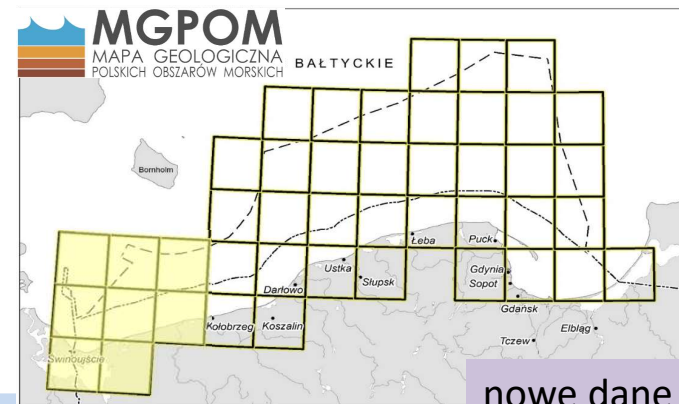 MGPOM
MAPA GEOLOGICZNA
POLSKICH OBSZARÓW MORSKICH
BAŁTYCKIE
Bornholm
Łeba
Puck
Ustka
Słupsk
Gdynia
Sopot
Darłowo
Gdańsk
Kołobrzeg
Koszalin
Elbląg
Tczew
Świnoujście
nowe dane